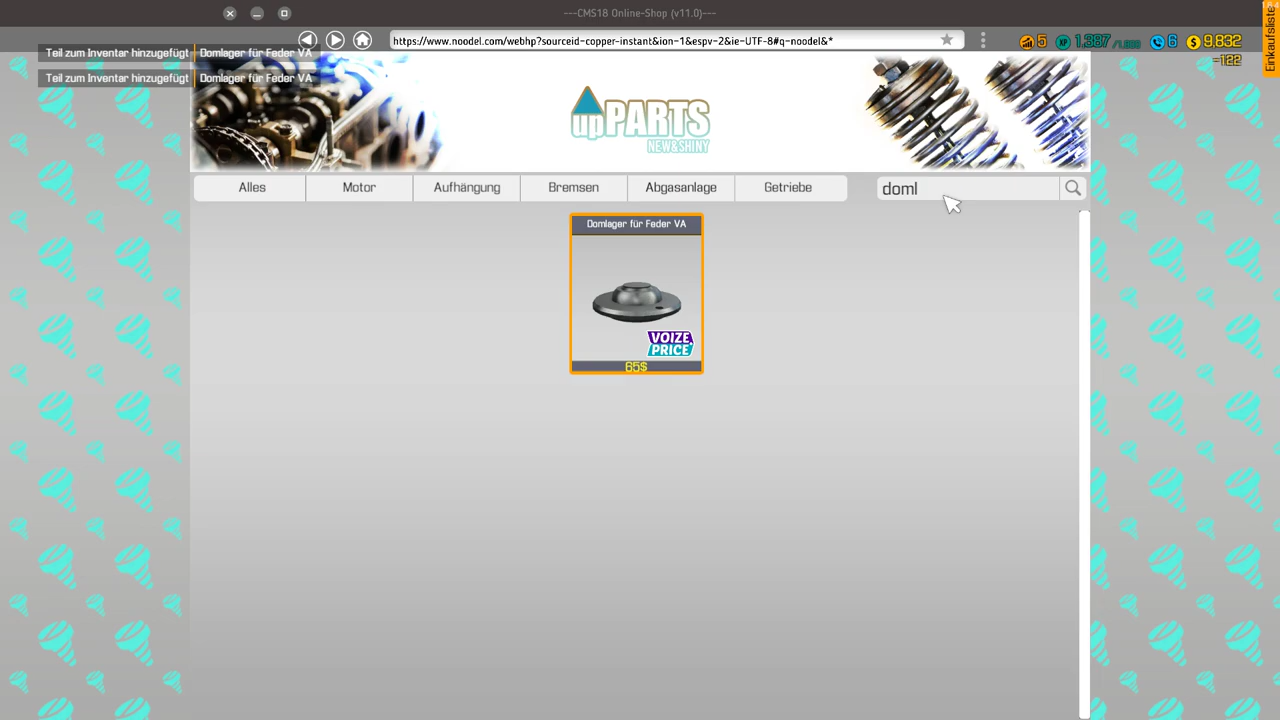 ---CMS18 Online-Shop (v11.0)---
https://www.noodel.com/webhp?sourceid-copper-instant&ion-1&espv-2&ie-UTF-8#q-noodel&*
5
XP 1,387
6
$ 9,832
-122
Einkaufsliste
Teil zum Inventar hinzugefügt Domlager für Feder VA
Teil zum Inventar hinzugefügt Domlager für Feder VA
upPARTS
NEW&SHINY
Alles Motor Aufhängung Bremsen Abgasanlage Getriebe doml
Domlager für Feder VA
VOIZE
PRICE
65$